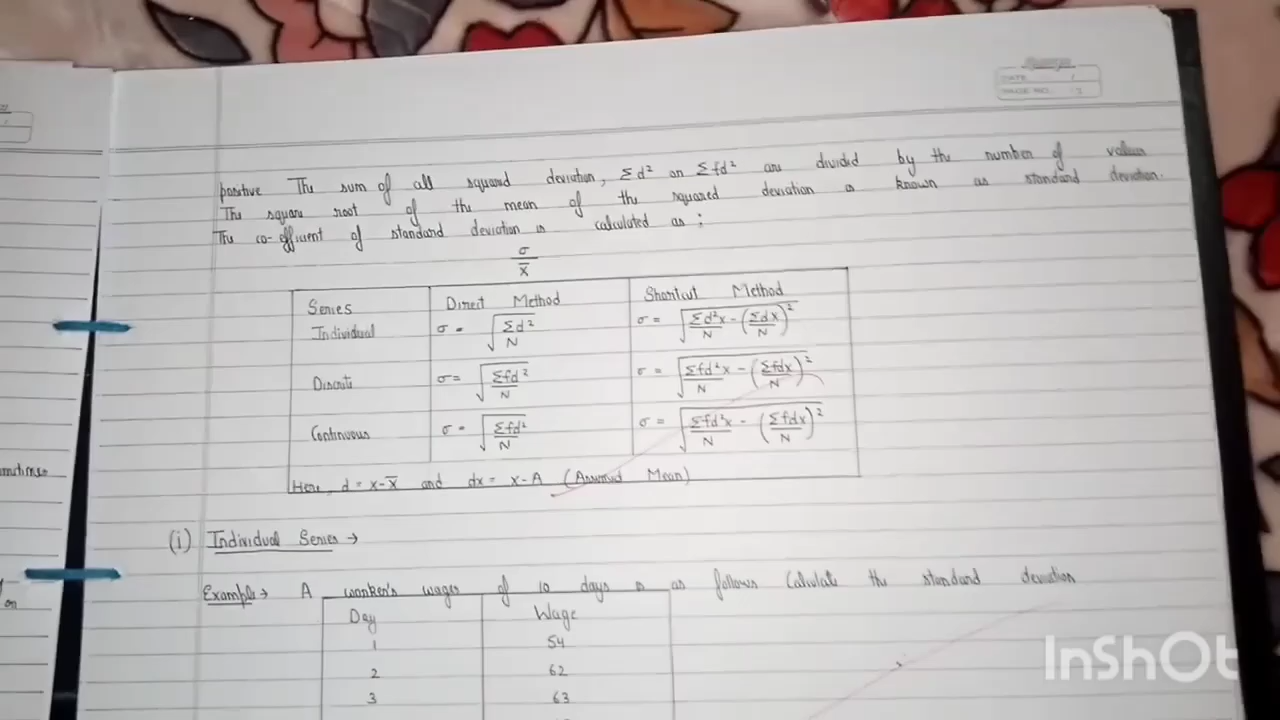 DATE
PAGE NO.
positive The sum of all squared deviation, Σd² or Σfd² are divided by the number of values
The square root of the mean of the squared deviation is known as standard deviation.
The co-efficient of standard deviation is calculated as ;
σ / x̄
Series Direct Method Shortcut Method
Individual σ = √(Σd²/N) σ = √(Σd²x/N - (Σdx/N)²)
Discrete σ = √(Σfd²/N) σ = √(Σfd²x/N - (Σfdx/N)²)
Continuous σ = √(Σfd²/N) σ = √(Σfd²x/N - (Σfdx/N)²)
Here, d = x-x̄ and dx = x-A (Assumed Mean)
(i) Individual Series →
Example → A worker's wages of 10 days is as follows Calculate the standard deviation
Day Wage
1 54
2 62
3 63
on
InShOt